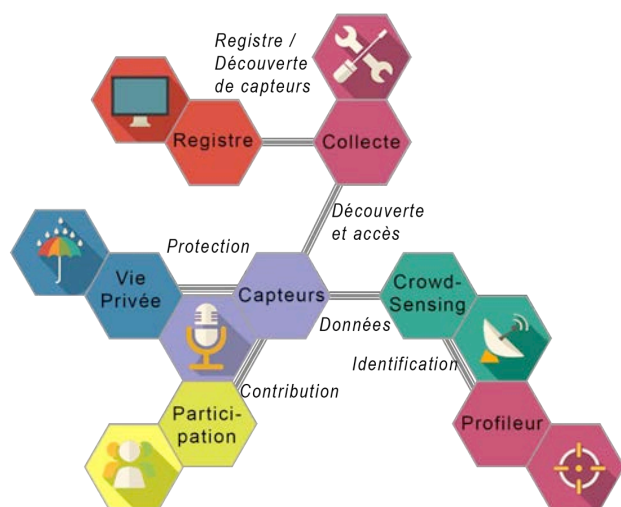 Registre /
Découverte
de capteurs
Registre
Collecte
Découverte
et accès
Protection
Vie
Privée
Capteurs
Crowd-
Sensing
Données
Identification
Contribution
Partici-
pation
Profileur